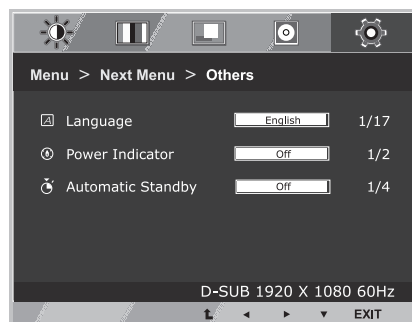 Menu > Next Menu > Others
Language English 1/17
Power Indicator Off 1/2
Automatic Standby Off 1/4
D-SUB 1920 X 1080 60Hz
EXIT